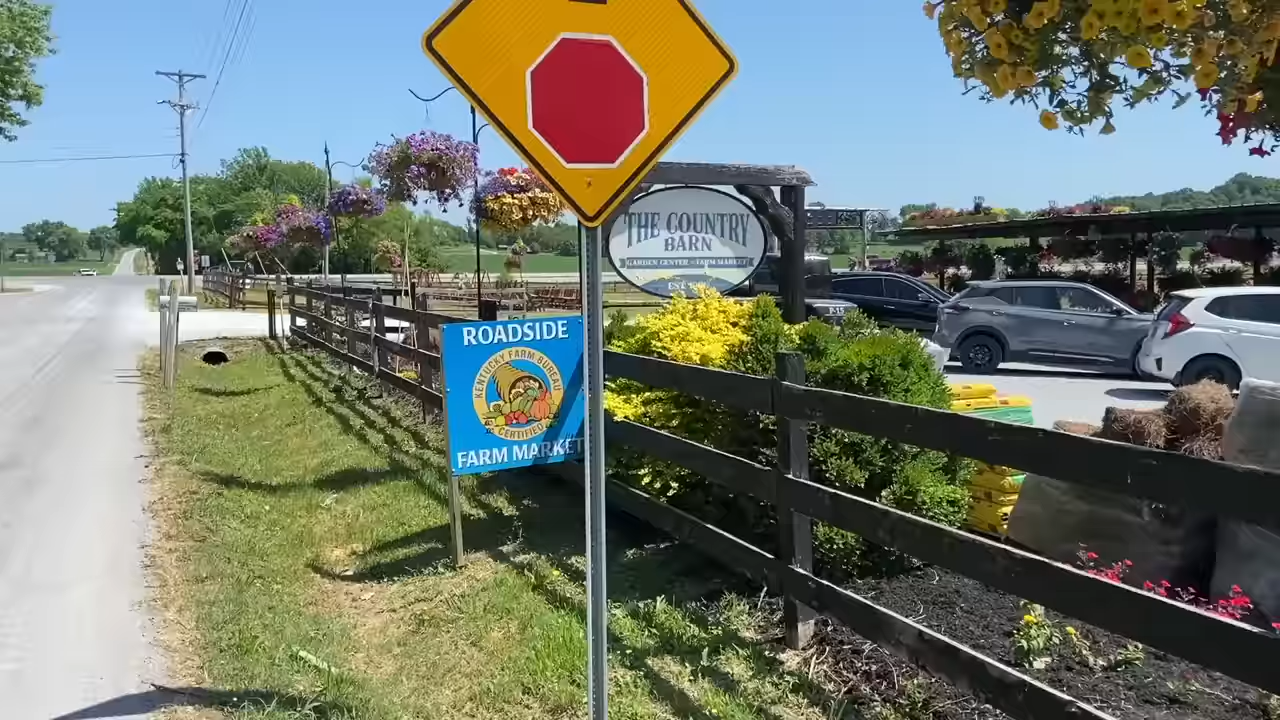 THE COUNTRY
BARN
GARDEN CENTER FARM MARKET
ROADSIDE
KENTUCKY FARM BUREAU
CERTIFIED
FARM MARKET